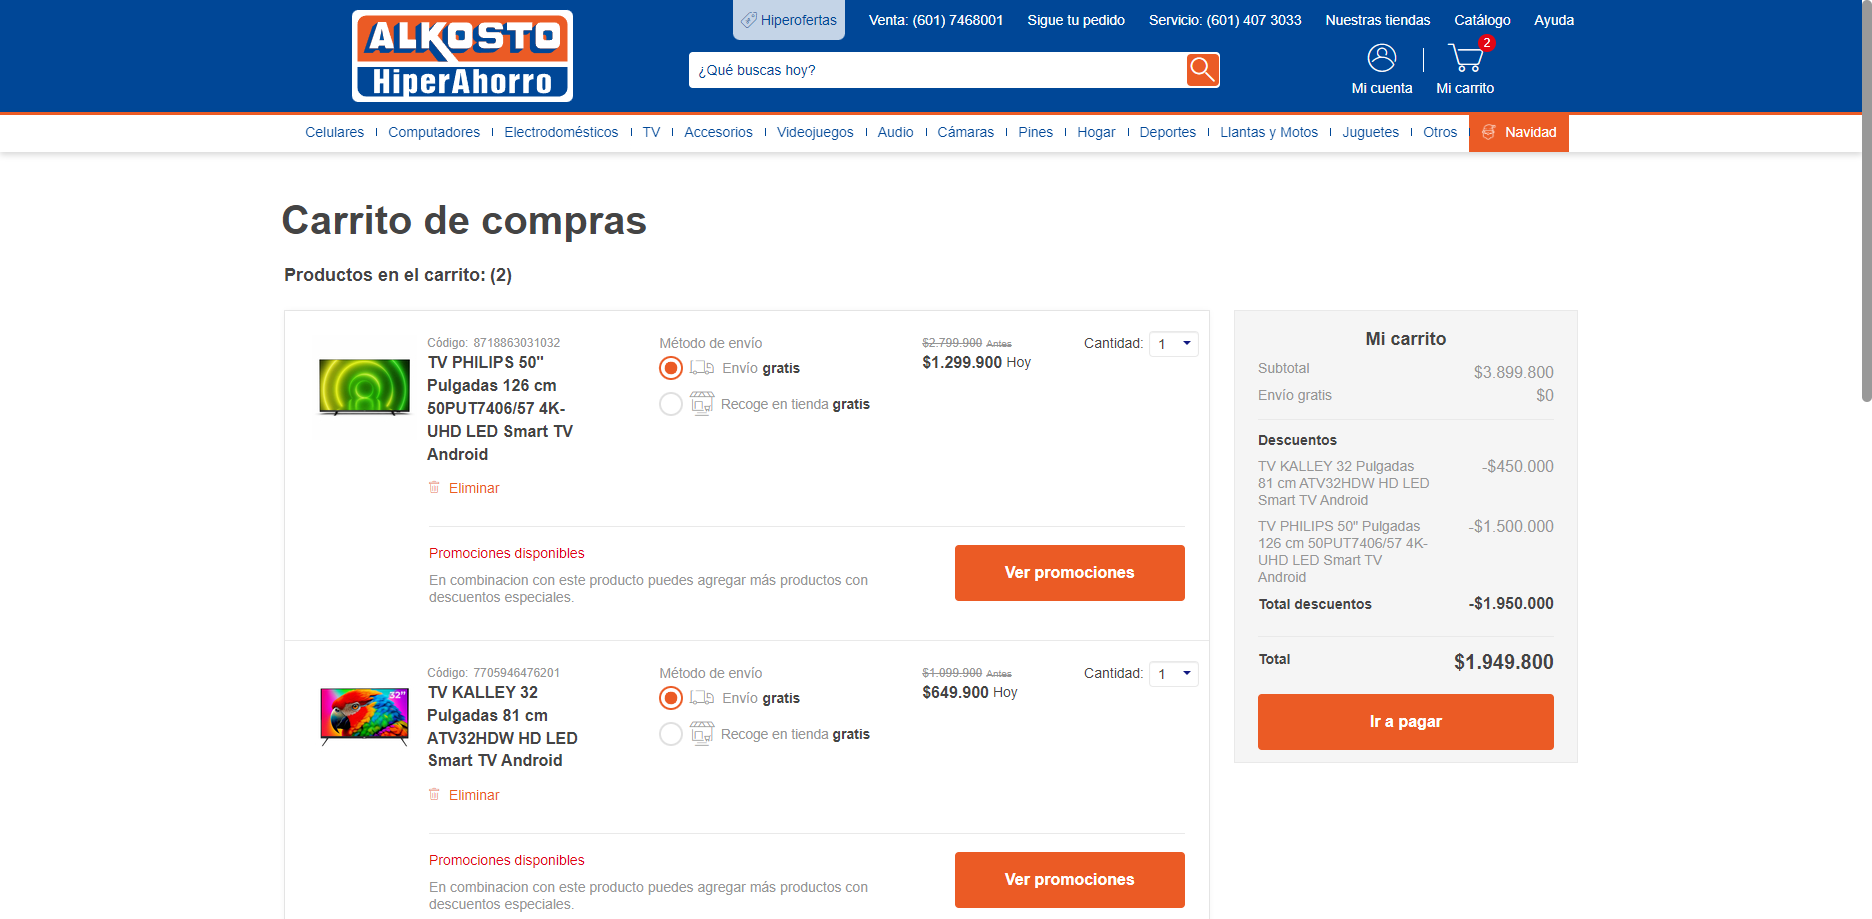 ALKOSTO
HiperAhorro
Hiperofertas
Venta: (601) 7468001
Sigue tu pedido
Servicio: (601) 407 3033
Nuestras tiendas
Catálogo
Ayuda
¿Qué buscas hoy?
Mi cuenta
2
Mi carrito
Celulares
Computadores
Electrodomésticos
TV
Accesorios
Videojuegos
Audio
Cámaras
Pines
Hogar
Deportes
Llantas y Motos
Juguetes
Otros
Navidad
Carrito de compras
Productos en el carrito: (2)
Código: 8718863031032
TV PHILIPS 50"
Pulgadas 126 cm
50PUT7406/57 4K-
UHD LED Smart TV
Android
Eliminar
Método de envío
Envío gratis
Recoge en tienda gratis
$2.799.900 Antes
$1.299.900 Hoy
Cantidad: 1
Promociones disponibles
En combinacion con este producto puedes agregar más productos con
descuentos especiales.
Ver promociones
32"
Código: 7705946476201
TV KALLEY 32
Pulgadas 81 cm
ATV32HDW HD LED
Smart TV Android
Eliminar
Método de envío
Envío gratis
Recoge en tienda gratis
$1.099.900 Antes
$649.900 Hoy
Cantidad: 1
Promociones disponibles
En combinacion con este producto puedes agregar más productos con
descuentos especiales.
Ver promociones
Mi carrito
Subtotal $3.899.800
Envío gratis $0
Descuentos
TV KALLEY 32 Pulgadas -$450.000
81 cm ATV32HDW HD LED
Smart TV Android
TV PHILIPS 50" Pulgadas -$1.500.000
126 cm 50PUT7406/57 4K-
UHD LED Smart TV
Android
Total descuentos -$1.950.000
Total $1.949.800
Ir a pagar